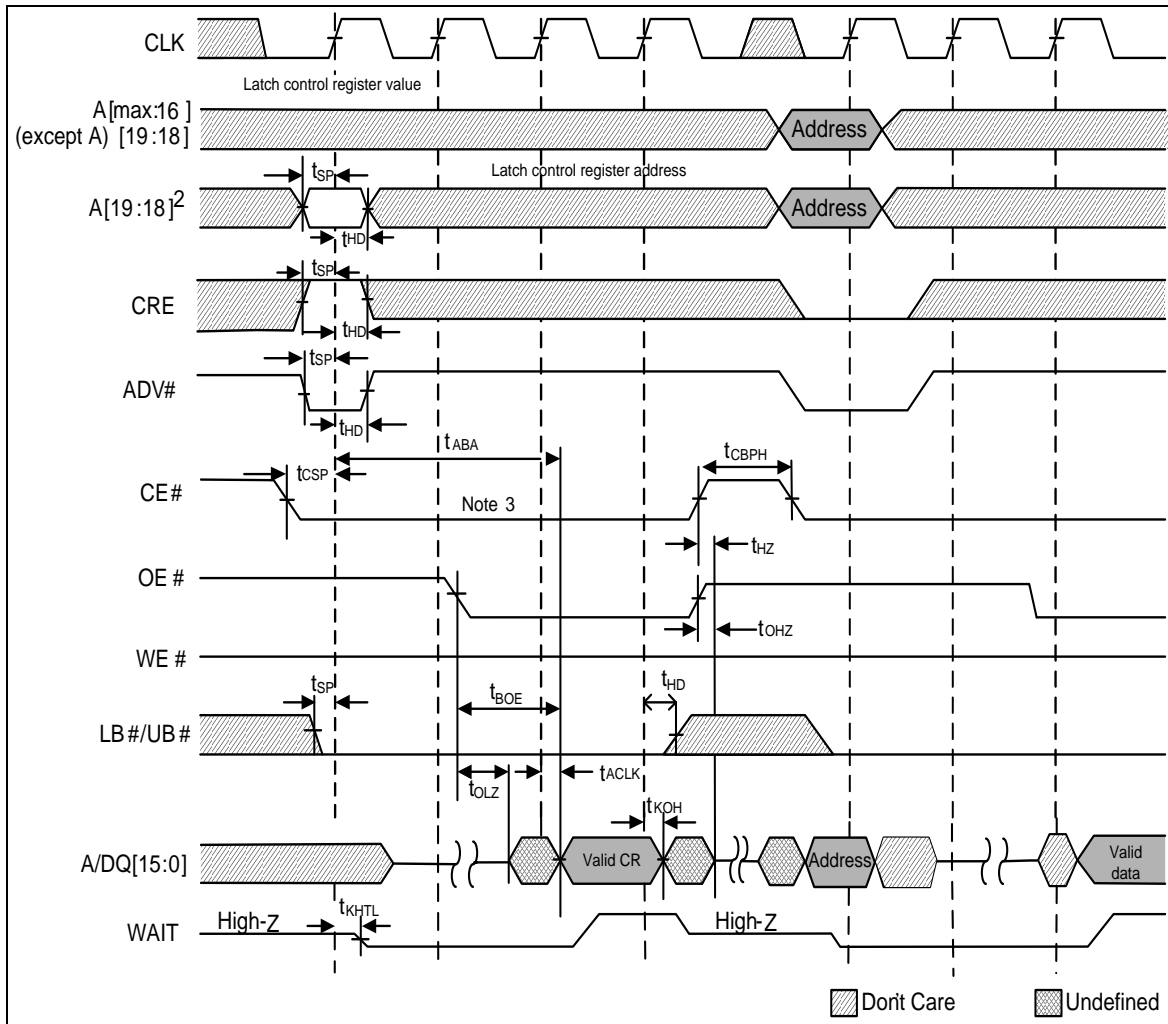 CLK
Latch control register value
A[max:16 ]
(except A) [19:18]
Address
Latch control register address
tSP
A[19:18]2
Address
tHD
tSP
CRE
tHD
tSP
ADV#
tHD
tABA
tCBPH
tCSP
CE#
Note 3
tHZ
OE #
tOHZ
WE #
tSP
tHD
tBOE
LB#/UB#
tACLK
tOLZ
tKOH
A/DQ[15:0]
Valid CR
Address
Valid
data
tKHTL
High-Z
High-Z
WAIT
Don't Care
Undefined